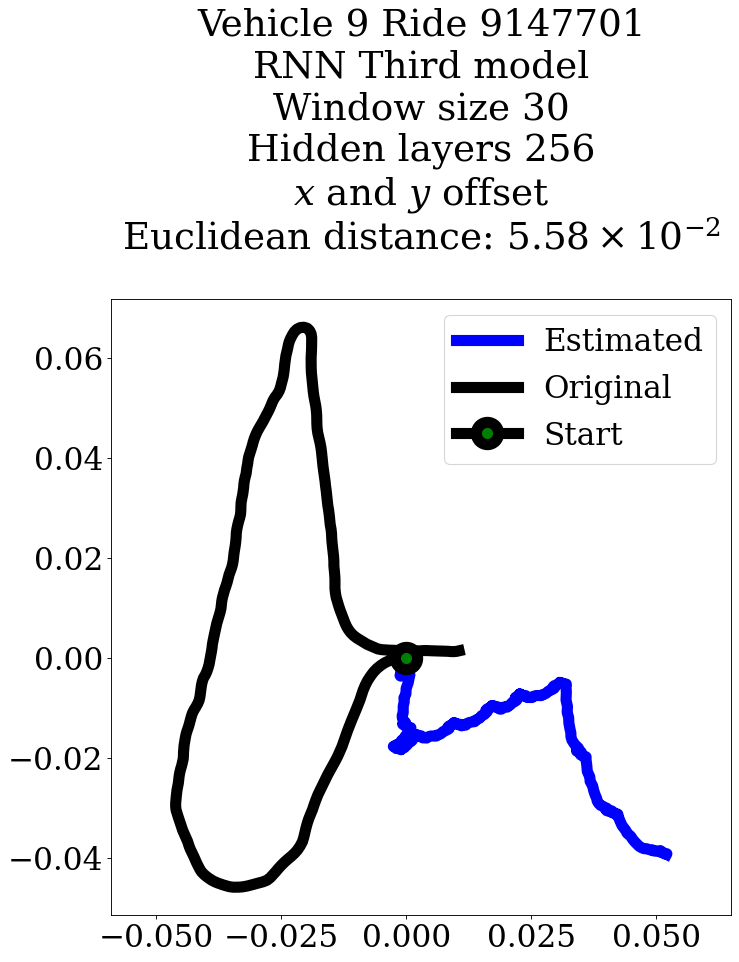 Vehicle 9 Ride 9147701
RNN Third model
Window size 30
Hidden layers 256
x and y offset
Euclidean distance: 5.58 × 10⁻²
Estimated
Original
Start
0.06
0.04
0.02
0.00
−0.02
−0.04
−0.050 −0.025 0.000 0.025 0.050